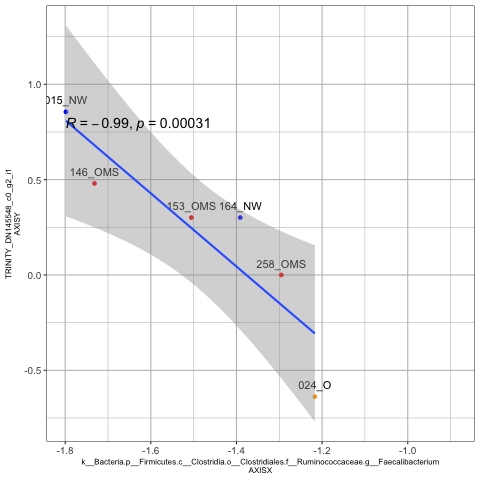 015_NW
R = − 0.99, p = 0.00031
146_OMS
153_OMS 164_NW
258_OMS
024_O
1.0
0.5
0.0
-0.5
-1.8 -1.6 -1.4 -1.2 -1.0
TRINITY_DN145548_c0_g2_i1
AXISY
k__Bacteria.p__Firmicutes.c__Clostridia.o__Clostridiales.f__Ruminococcaceae.g__Faecalibacterium
AXISX